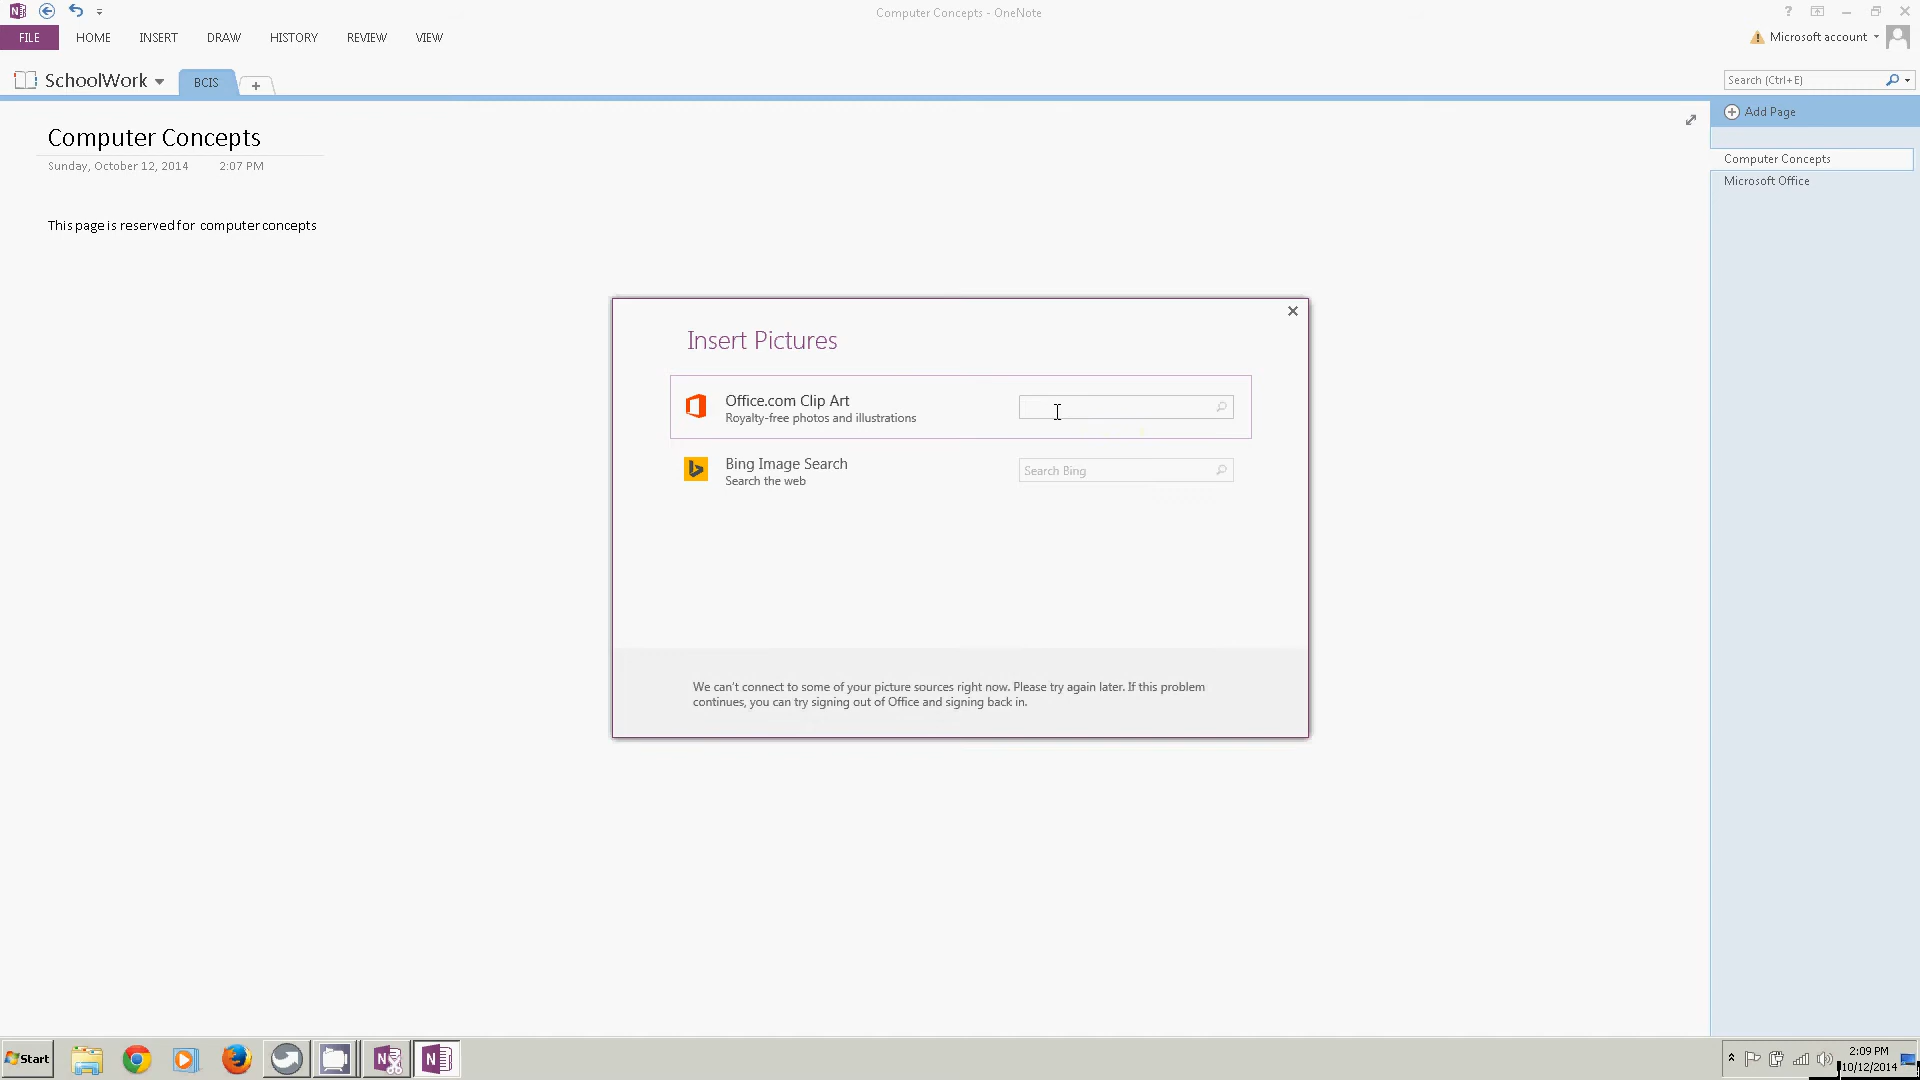 Computer Concepts - OneNote
?
FILE
HOME
INSERT
DRAW
HISTORY
REVIEW
VIEW
Microsoft account
SchoolWork
BCIS
+
Search (Ctrl+E)
Add Page
Computer Concepts
Sunday, October 12, 2014
2:07 PM
Computer Concepts
Microsoft Office
This page is reserved for computer concepts
Insert Pictures
Office.com Clip Art
Royalty-free photos and illustrations
Bing Image Search
Search the web
Search Bing
We can't connect to some of your picture sources right now. Please try again later. If this problem
continues, you can try signing out of Office and signing back in.
Start
2:09 PM
10/12/2014